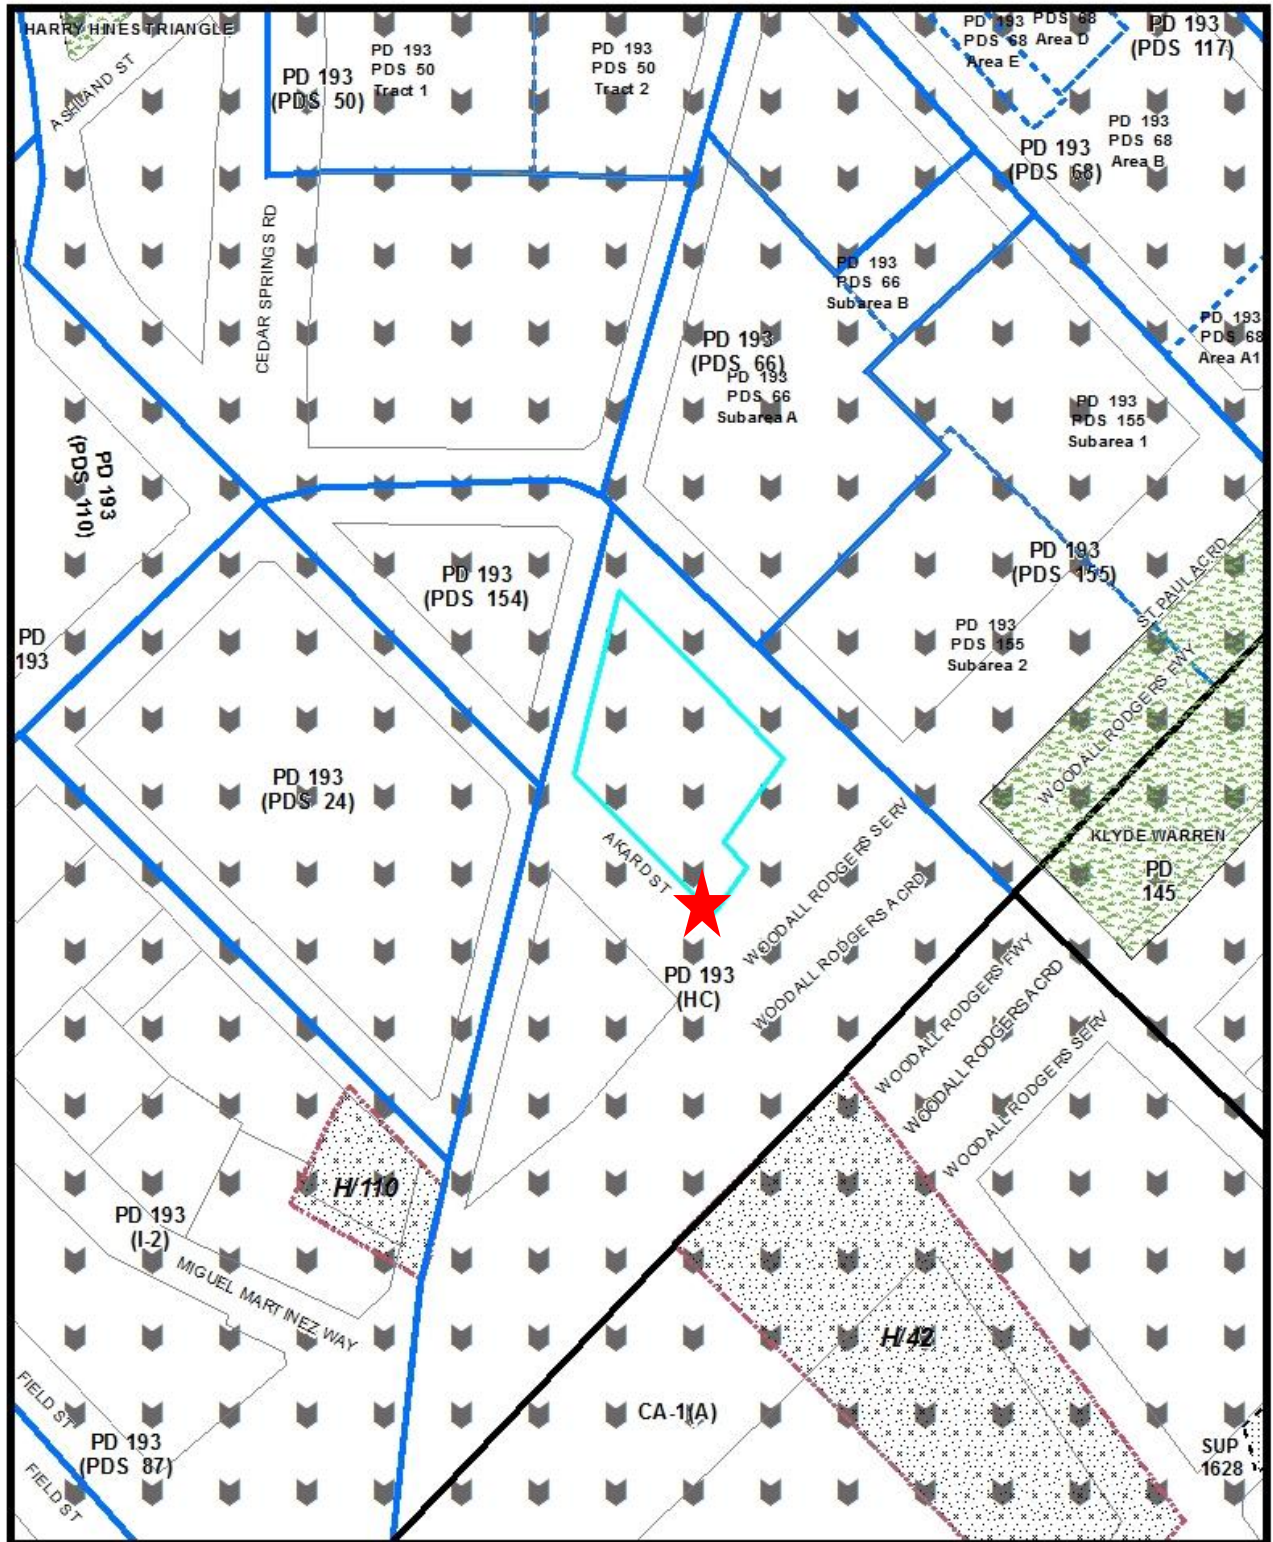 HARRY HINES TRIANGLE
ASHLAND ST
PD 193
(PDS 50)
PD 193
PDS 50
Tract 1
PD 193
PDS 50
Tract 2
PD 193
PDS 68
Area E
PDS 68
Area D
PD 193
(PDS 117)
PD 193
PDS 68
Area B
PD 193
(PDS 68)
CEDAR SPRINGS RD
PD 193
PDS 66
Subarea B
PD 193
PDS 68
Area A1
PD 193
(PDS 66)
PD 193
PDS 66
Subarea A
PD 193
PDS 155
Subarea 1
PD 193
(PDS 110)
PD 193
(PDS 154)
PD 193
(PDS 155)
ST PAUL ACRD
PD
193
PD 193
PDS 155
Subarea 2
WOODALL RODGERS FWY
PD 193
(PDS 24)
KLYDE WARREN
PD
145
AKARD ST
WOODALL RODGERS SERV
WOODALL RODGERS ACRD
PD 193
(HC)
WOODALL RODGERS FWY
WOODALL RODGERS ACRD
WOODALL RODGERS SERV
H/110
PD 193
(I-2)
MIGUEL MARTINEZ WAY
H/42
CA-1(A)
FIELD ST
PD 193
(PDS 87)
FIELD ST
SUP
1628